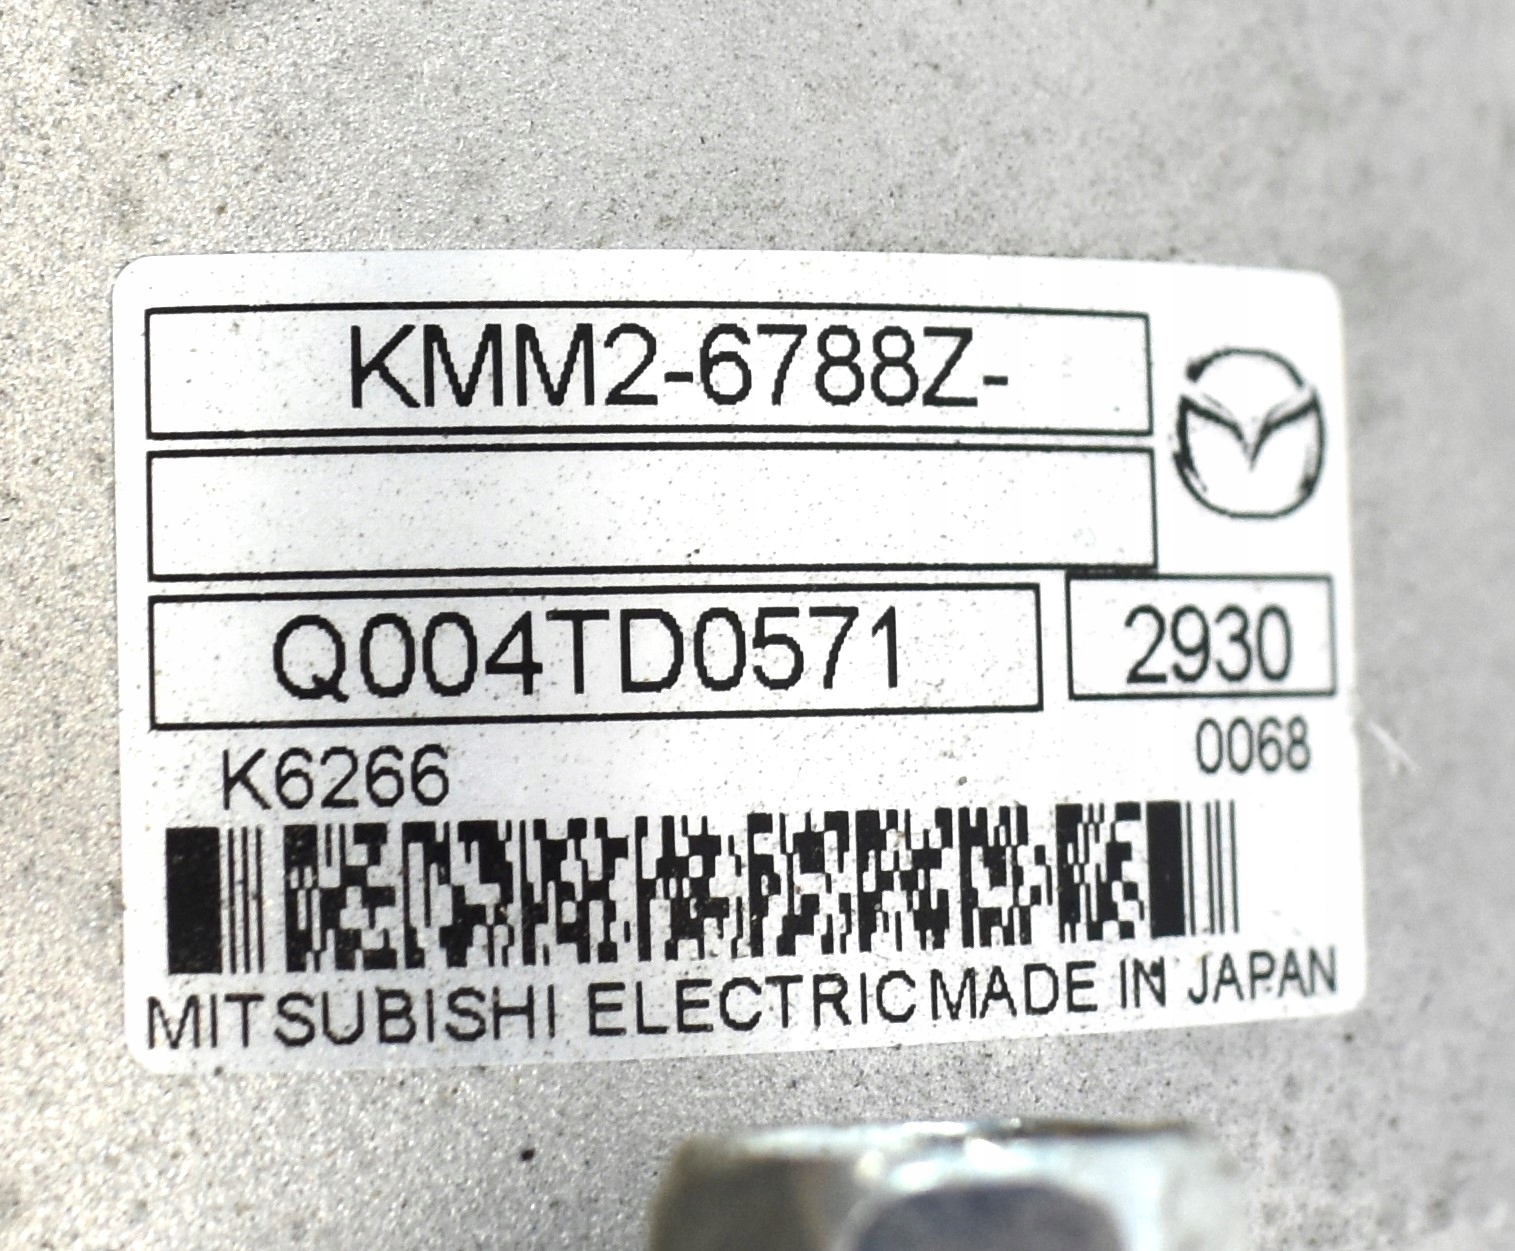 KMM2-6788Z-
Q004TD0571
2930
K6266
0068
MITSUBISHI ELECTRIC MADE IN JAPAN